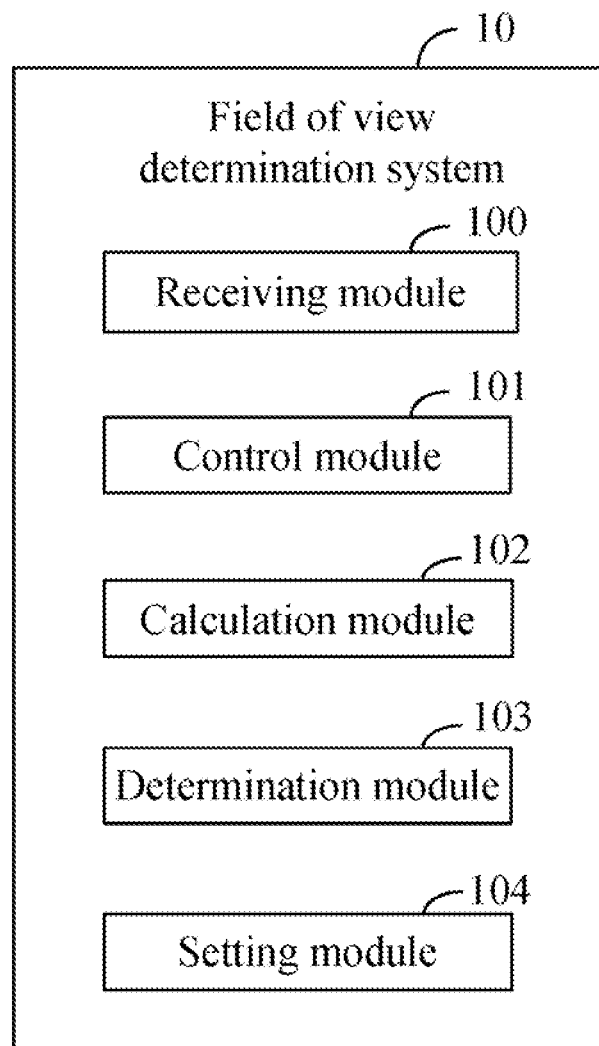 10
Field of view
determination system
100
Receiving module
101
Control module
102
Calculation module
103
Determination module
104
Setting module